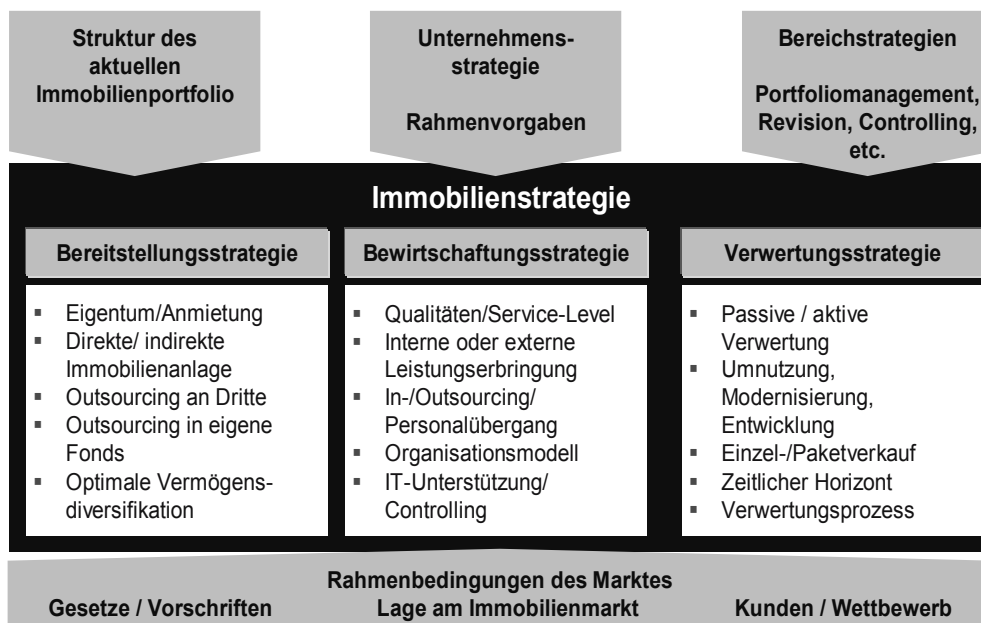 Struktur des
aktuellen
Immobilienportfolio
Unternehmens-
strategie
Rahmenvorgaben
Bereichstrategien
Portfoliomanagement,
Revision, Controlling,
etc.
Immobilienstrategie
Bereitstellungsstrategie
▪ Eigentum/Anmietung
▪ Direkte/ indirekte
Immobilienanlage
▪ Outsourcing an Dritte
▪ Outsourcing in eigene
Fonds
▪ Optimale Vermögens-
diversifikation
Bewirtschaftungsstrategie
▪ Qualitäten/Service-Level
▪ Interne oder externe
Leistungserbringung
▪ In-/Outsourcing/
Personalübergang
▪ Organisationsmodell
▪ IT-Unterstützung/
Controlling
Verwertungsstrategie
▪ Passive / aktive
Verwertung
▪ Umnutzung,
Modernisierung,
Entwicklung
▪ Einzel-/Paketverkauf
▪ Zeitlicher Horizont
▪ Verwertungsprozess
Rahmenbedingungen des Marktes
Gesetze / Vorschriften Lage am Immobilienmarkt Kunden / Wettbewerb